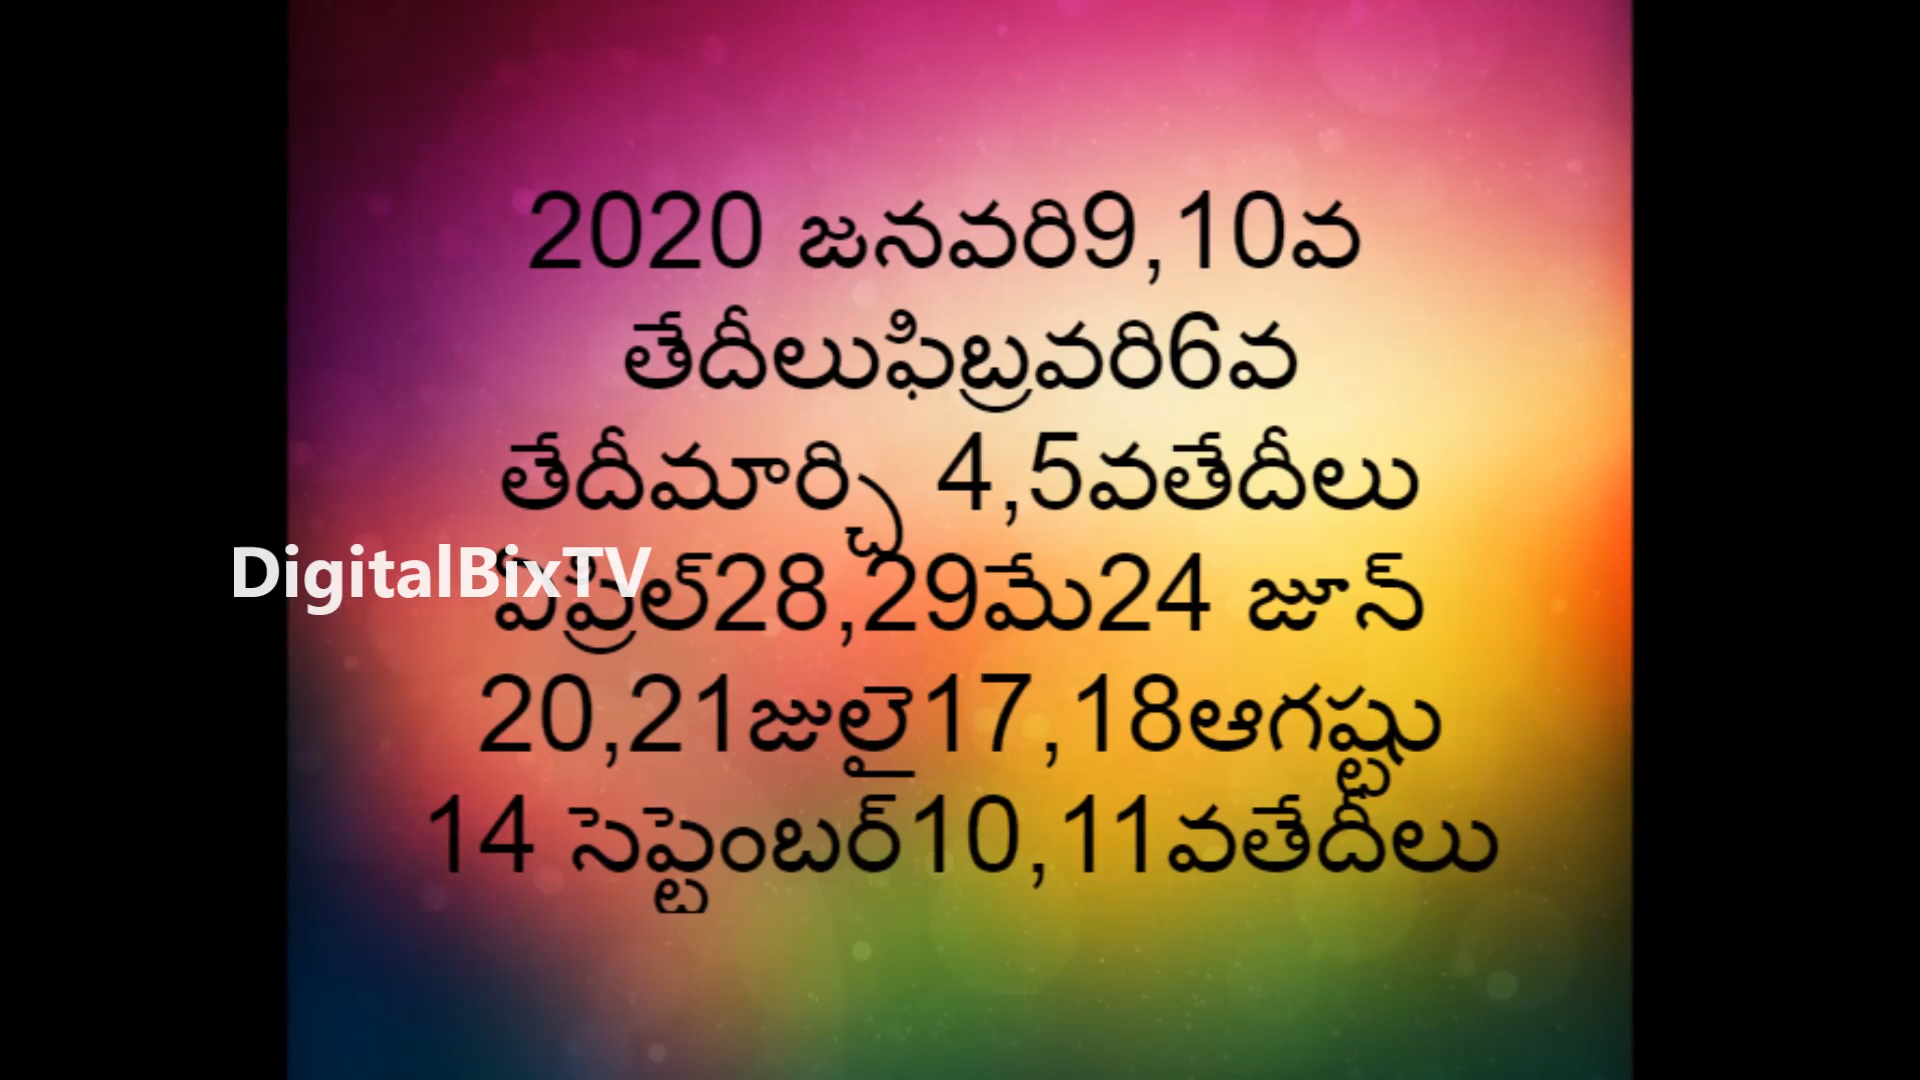 2020 జనవరి9,10వ
తేదీలుఫిబ్రవరి6వ
తేదీమార్చి 4,5వతేదీలు
DigitalBixTV
ఏప్రిల్28,29మే24 జూన్
20,21జులై17,18ఆగష్టు
14 సెప్టెంబర్10,11వతేదీలు